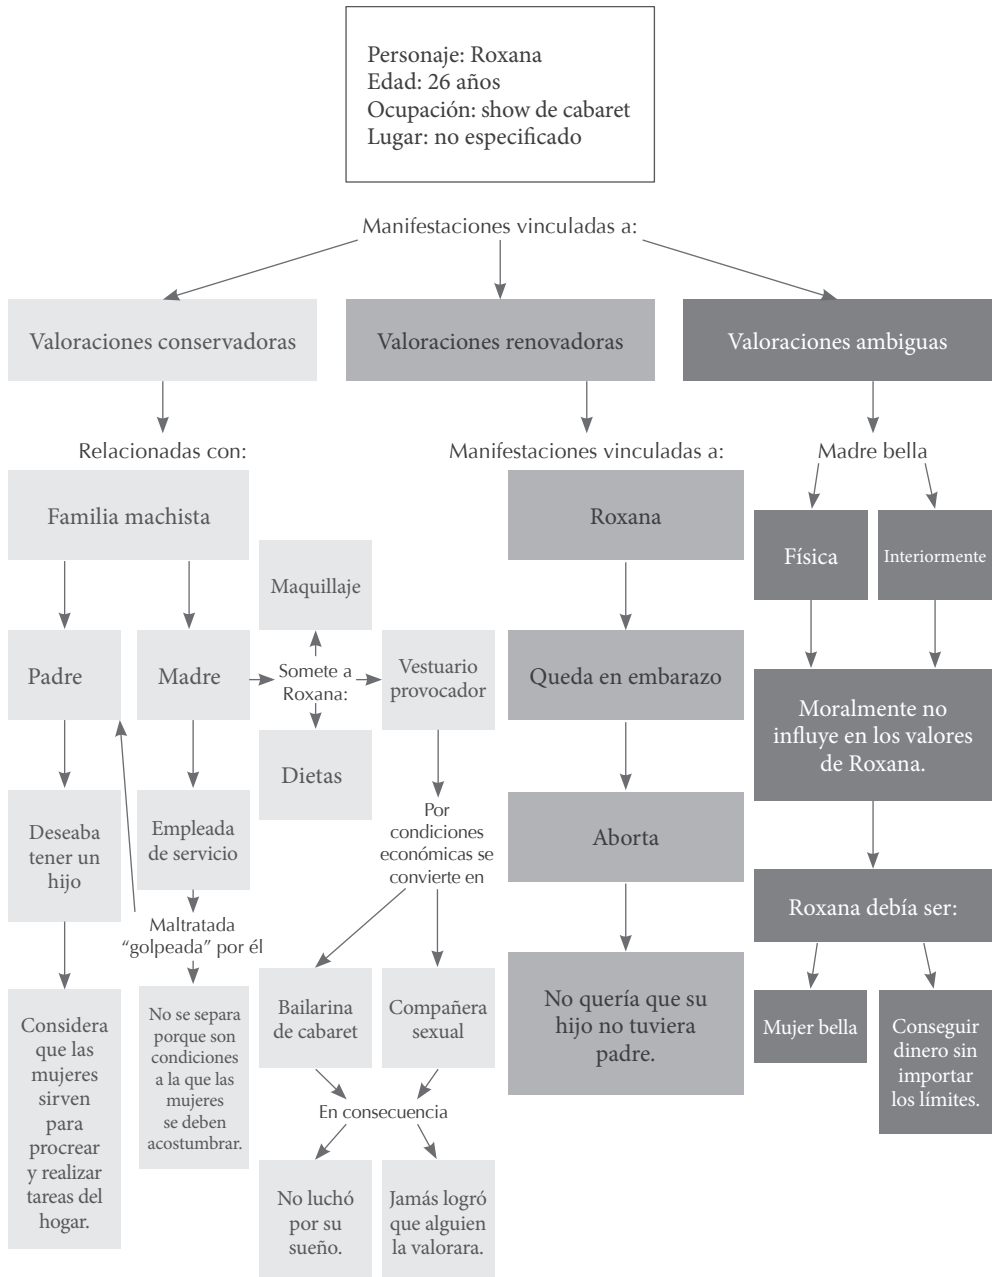 Personaje: Roxana
Edad: 26 años
Ocupación: show de cabaret
Lugar: no especificado
Manifestaciones vinculadas a:
Valoraciones conservadoras
Valoraciones renovadoras
Valoraciones ambiguas
Relacionadas con:
Familia machista
Padre
Madre
Deseaba
tener un
hijo
Considera
que las
mujeres
sirven
para
procrear
y realizar
tareas del
hogar.
Empleada
de servicio
Maltratada
“golpeada” por él
No se separa
porque son
condiciones
a la que las
mujeres
se deben
acostumbrar.
Somete a
Roxana:
Maquillaje
Dietas
Vestuario
provocador
Por
condiciones
económicas se
convierte en
Bailarina
de cabaret
Compañera
sexual
En consecuencia
No luchó
por su
sueño.
Jamás logró
que alguien
la valorara.
Manifestaciones vinculadas a:
Roxana
Queda en embarazo
Aborta
No quería que su
hijo no tuviera
padre.
Madre bella
Física
Interiormente
Moralmente no
influye en los valores
de Roxana.
Roxana debía ser:
Mujer bella
Conseguir
dinero sin
importar
los límites.